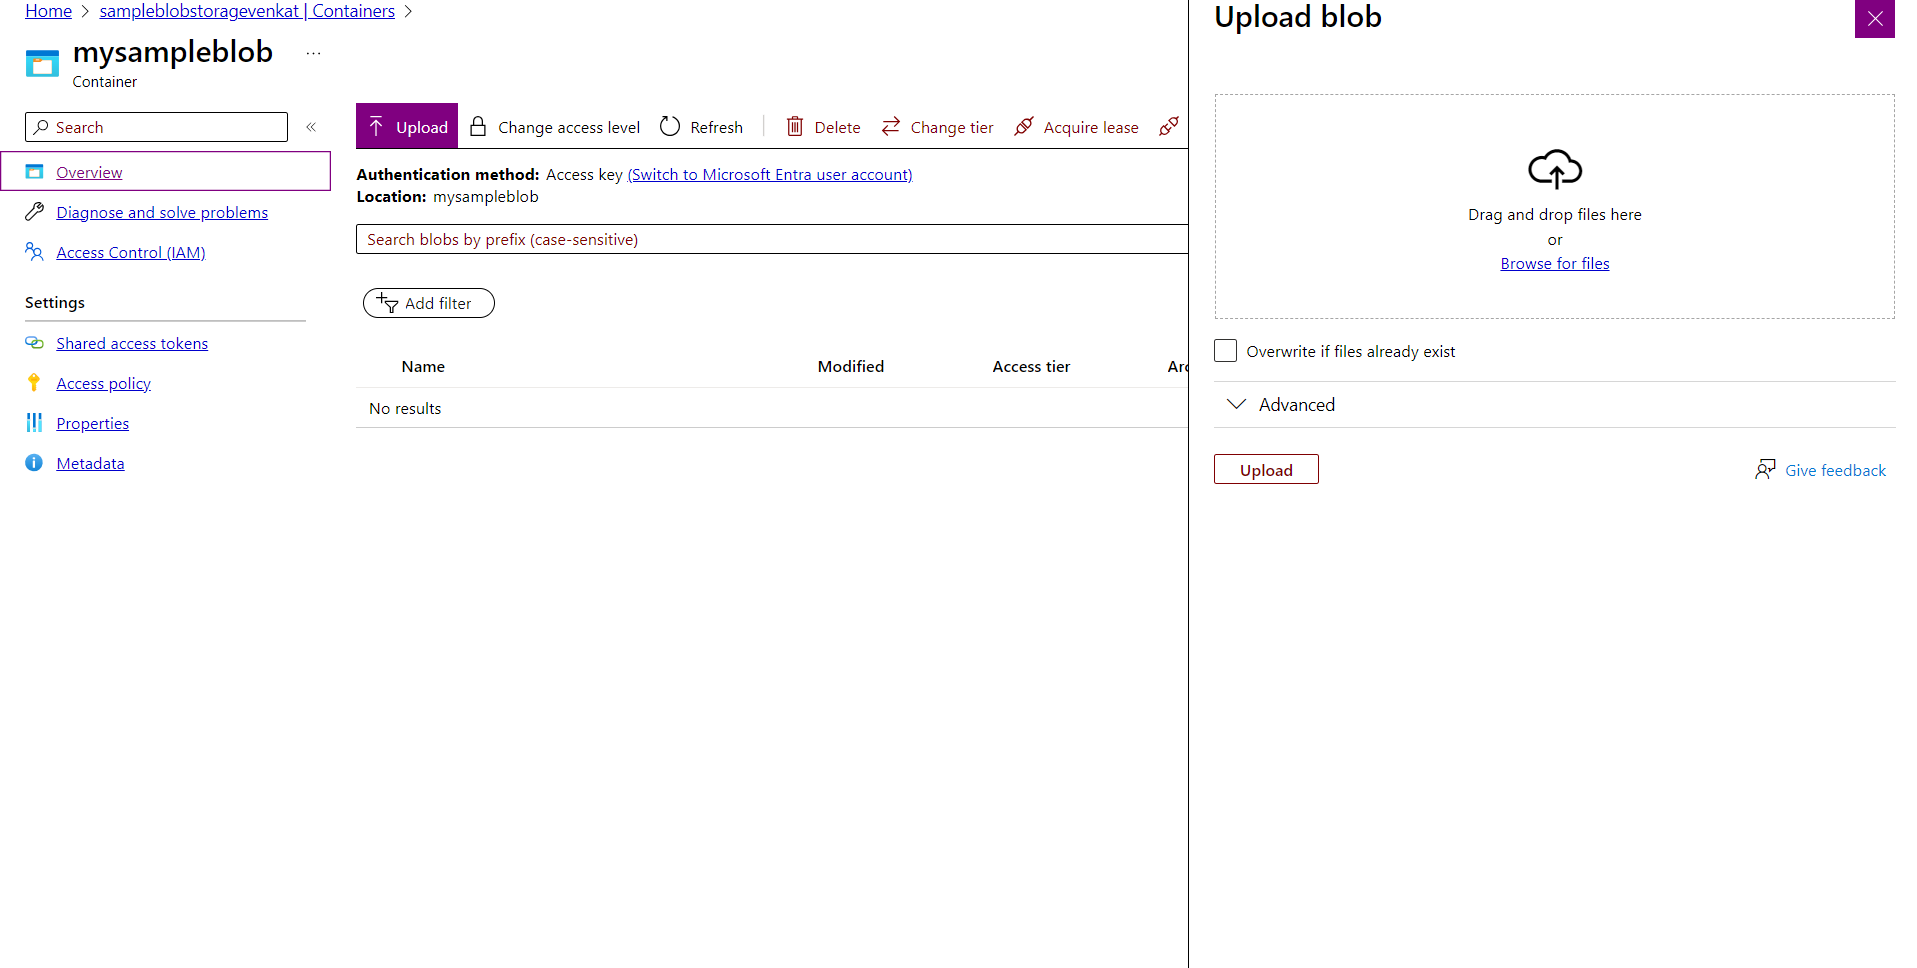 Home > sampleblobstoragevenkat | Containers >
mysampleblob ...
Container
Search «
Overview
Diagnose and solve problems
Access Control (IAM)
Settings
Shared access tokens
Access policy
Properties
Metadata
Upload Change access level Refresh Delete Change tier Acquire lease
Authentication method: Access key (Switch to Microsoft Entra user account)
Location: mysampleblob
Search blobs by prefix (case-sensitive)
Add filter
Name Modified Access tier Arc
No results
Upload blob
Drag and drop files here
or
Browse for files
Overwrite if files already exist
Advanced
Upload Give feedback